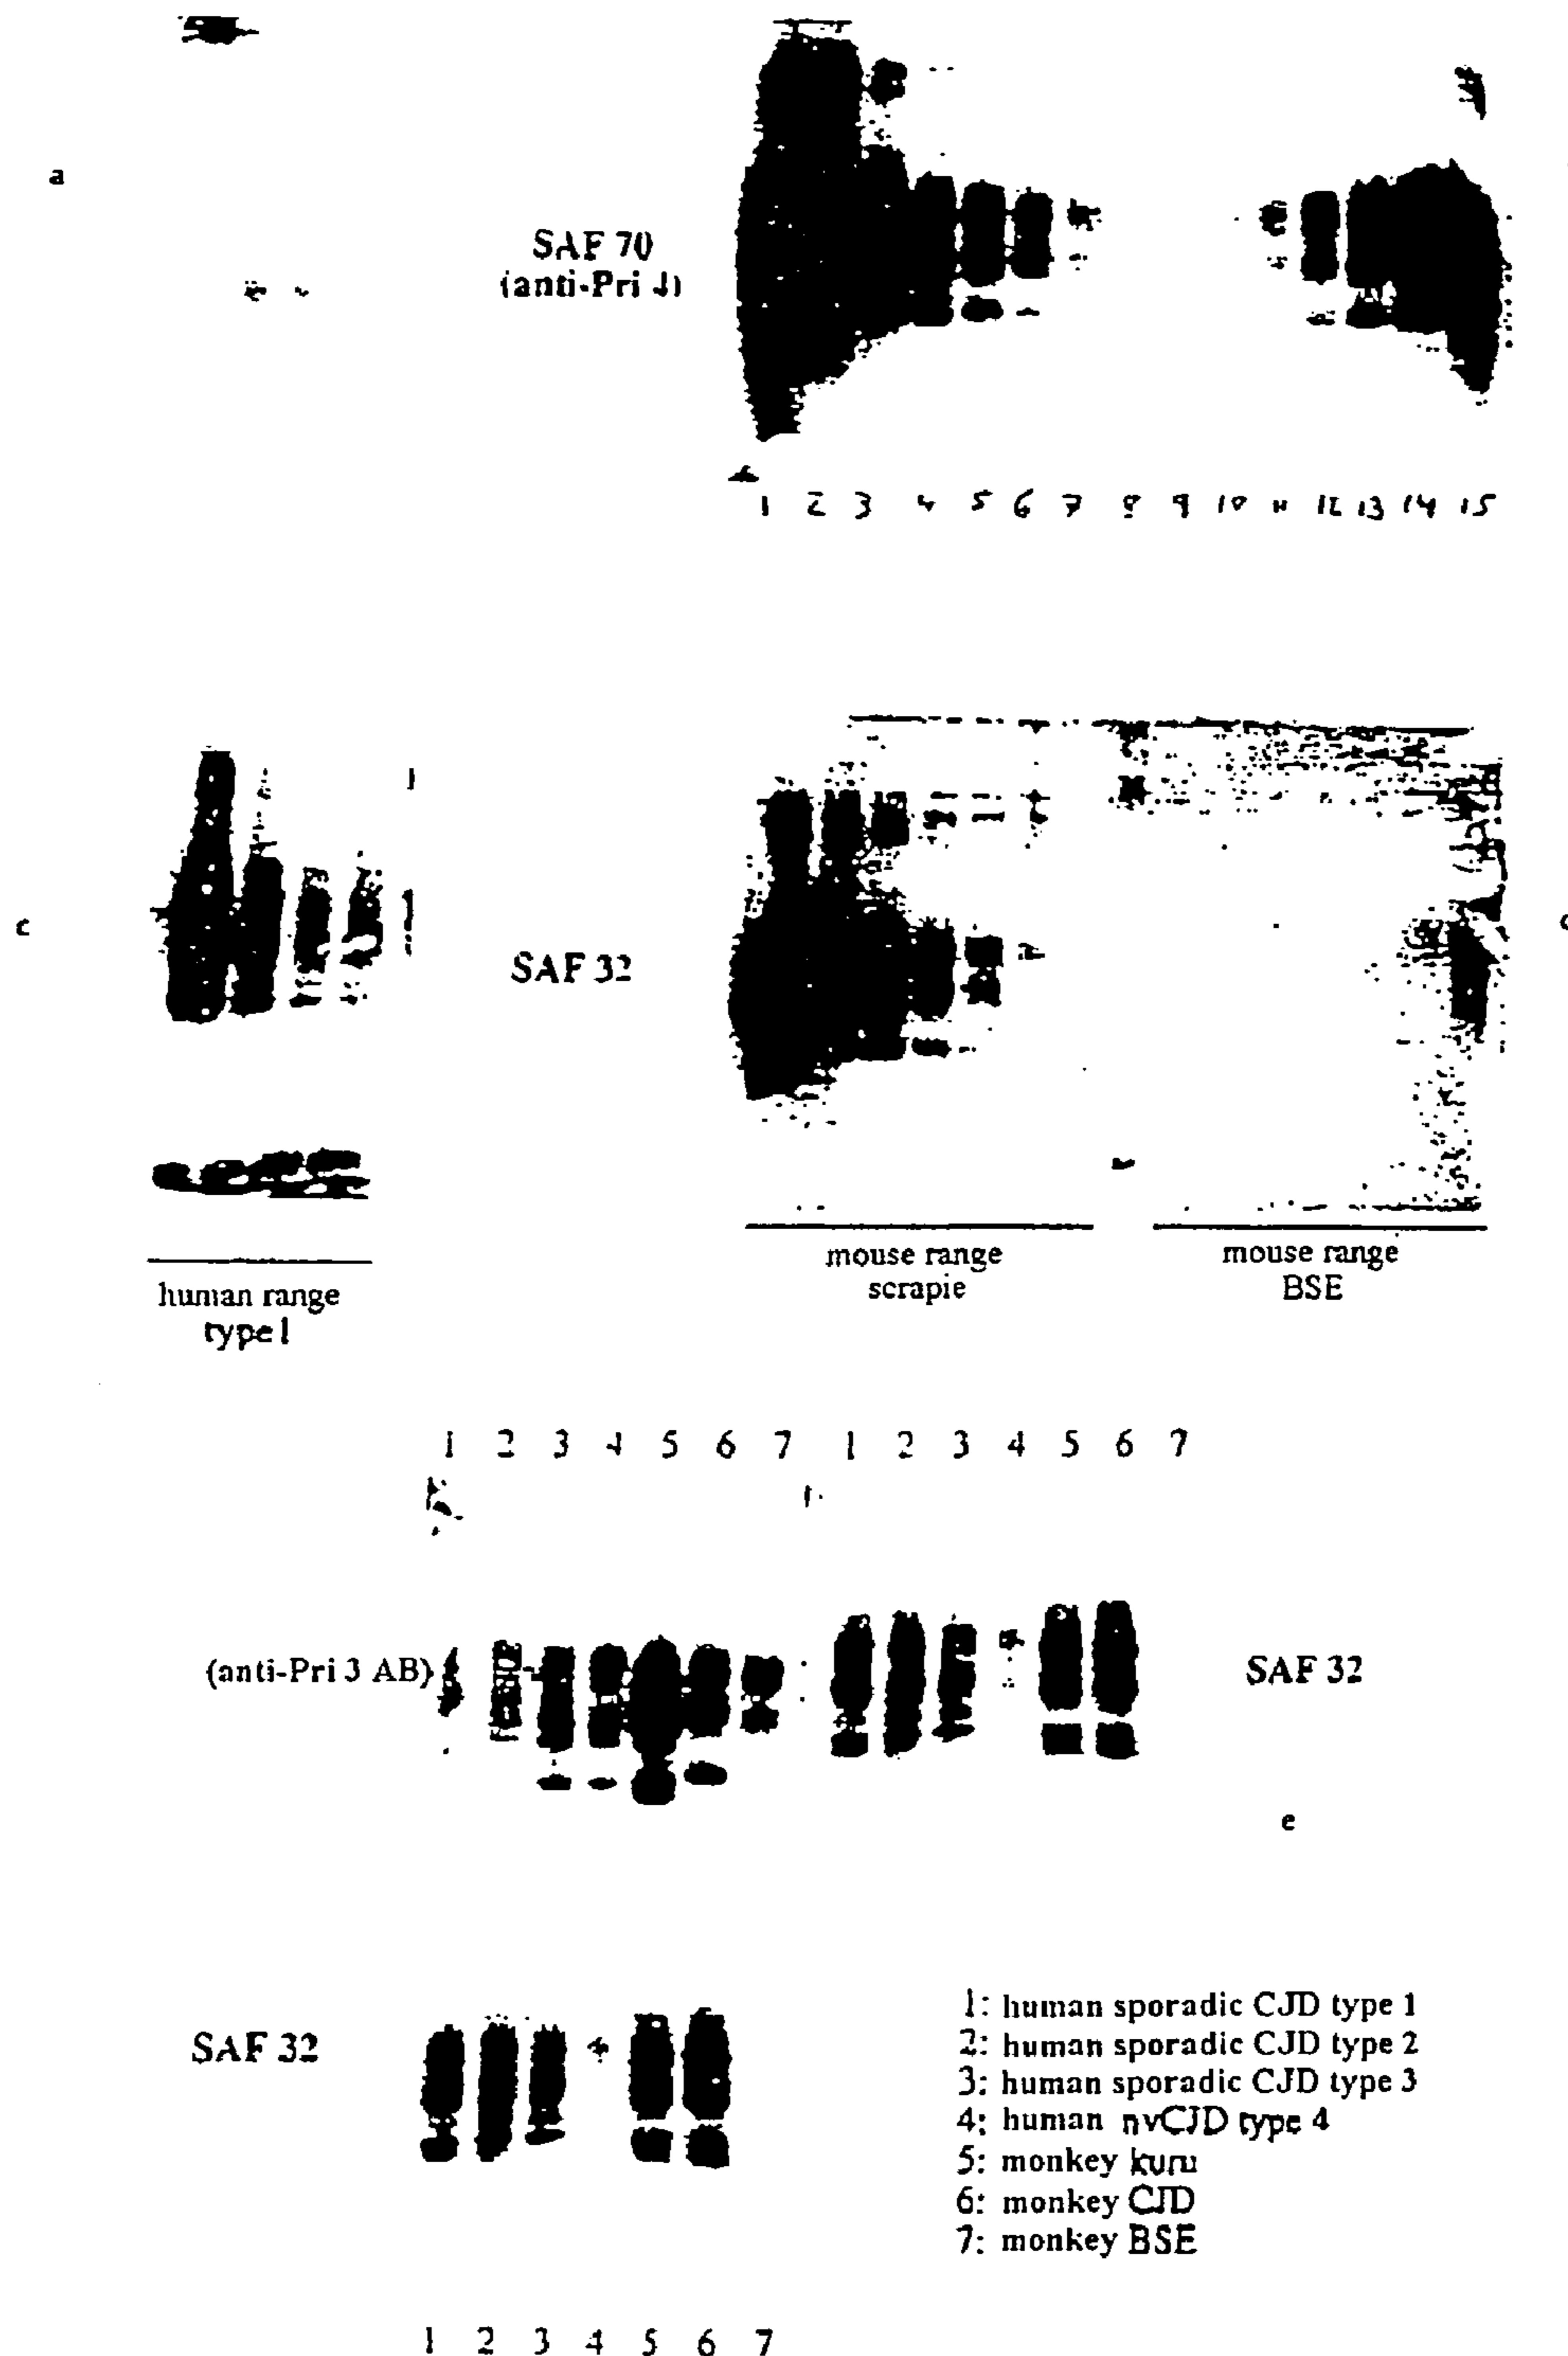 a
SAF 70
(anti-Pri 4)
1 2 3 4 5 6 7 8 9 10 11 12 13 14 15
c
SAF 32
mouse range
scrapie
mouse range
BSE
human range
type 1
1 2 3 4 5 6 7 1 2 3 4 5 6 7
(anti-Pri 3 AB)
SAF 32
e
SAF 32
1: human sporadic CJD type 1
2: human sporadic CJD type 2
3: human sporadic CJD type 3
4: human nvCJD type 4
5: monkey kuru
6: monkey CJD
7: monkey BSE
1 2 3 4 5 6 7